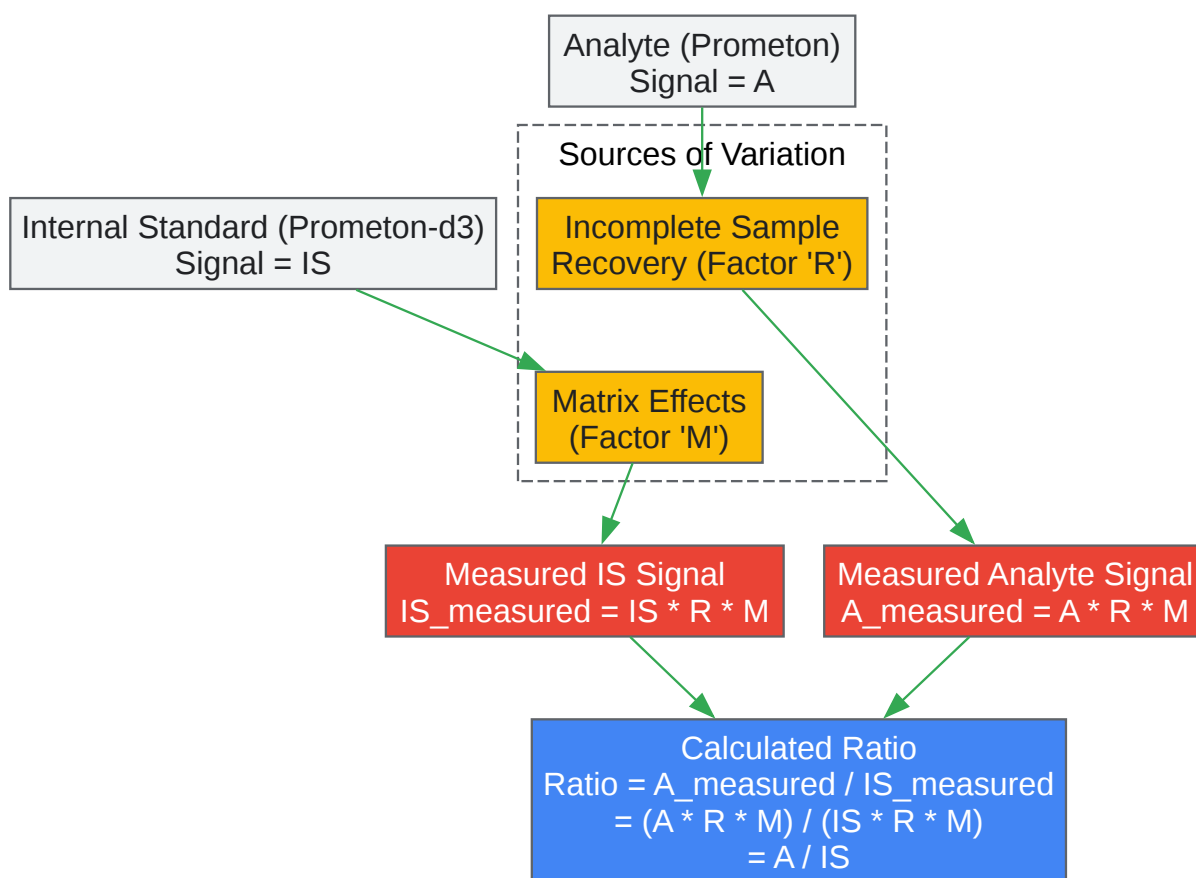 Analyte (Prometon)
Signal = A
Sources of Variation
Internal Standard (Prometon-d3)
Signal = IS
Incomplete Sample
Recovery (Factor 'R')
Matrix Effects
(Factor 'M')
Measured IS Signal
IS_measured = IS * R * M
Measured Analyte Signal
A_measured = A * R * M
Calculated Ratio
Ratio = A_measured / IS_measured
= (A * R * M) / (IS * R * M)
= A / IS